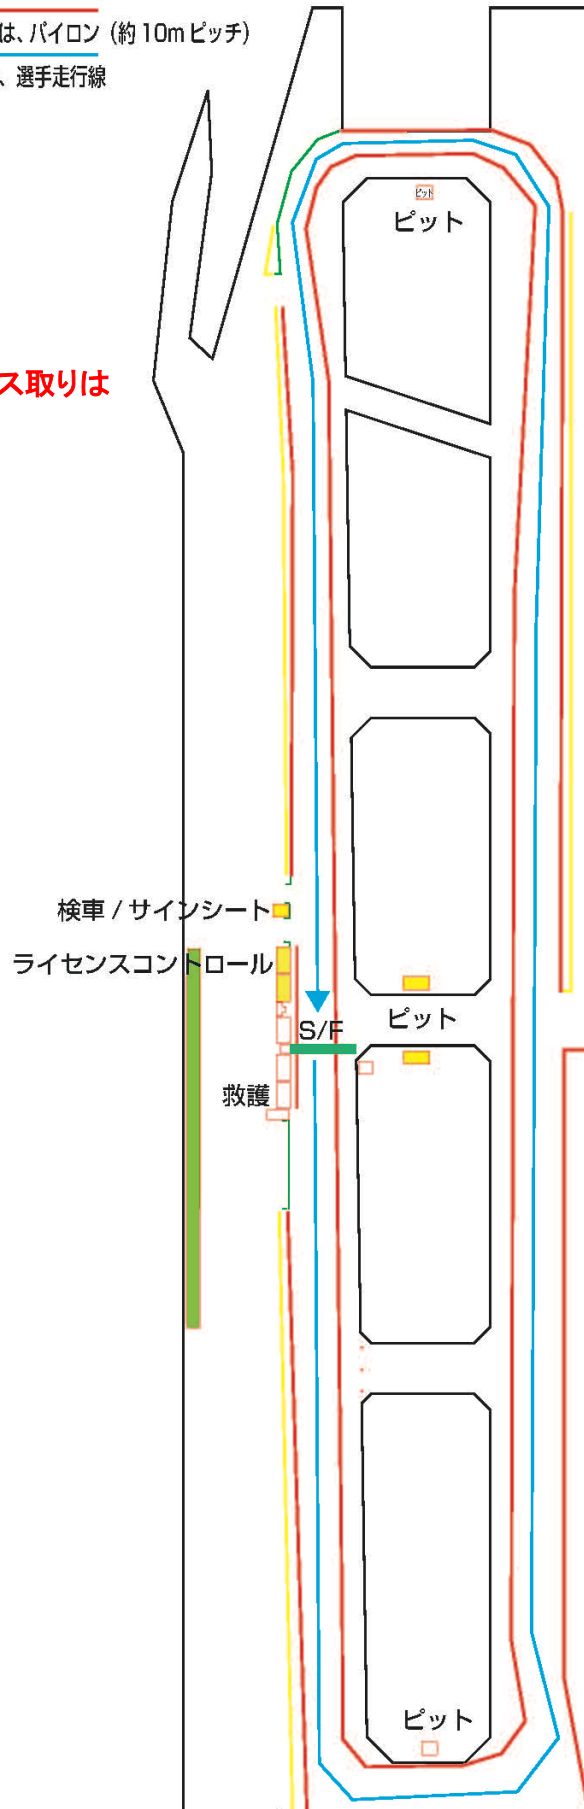 は、パイロン（約10mピッチ）
、選手走行線
ピット
ピット
ス取りは
検車 / サインシート
ライセンスコントロール
ピット
S/F
救護
ピット